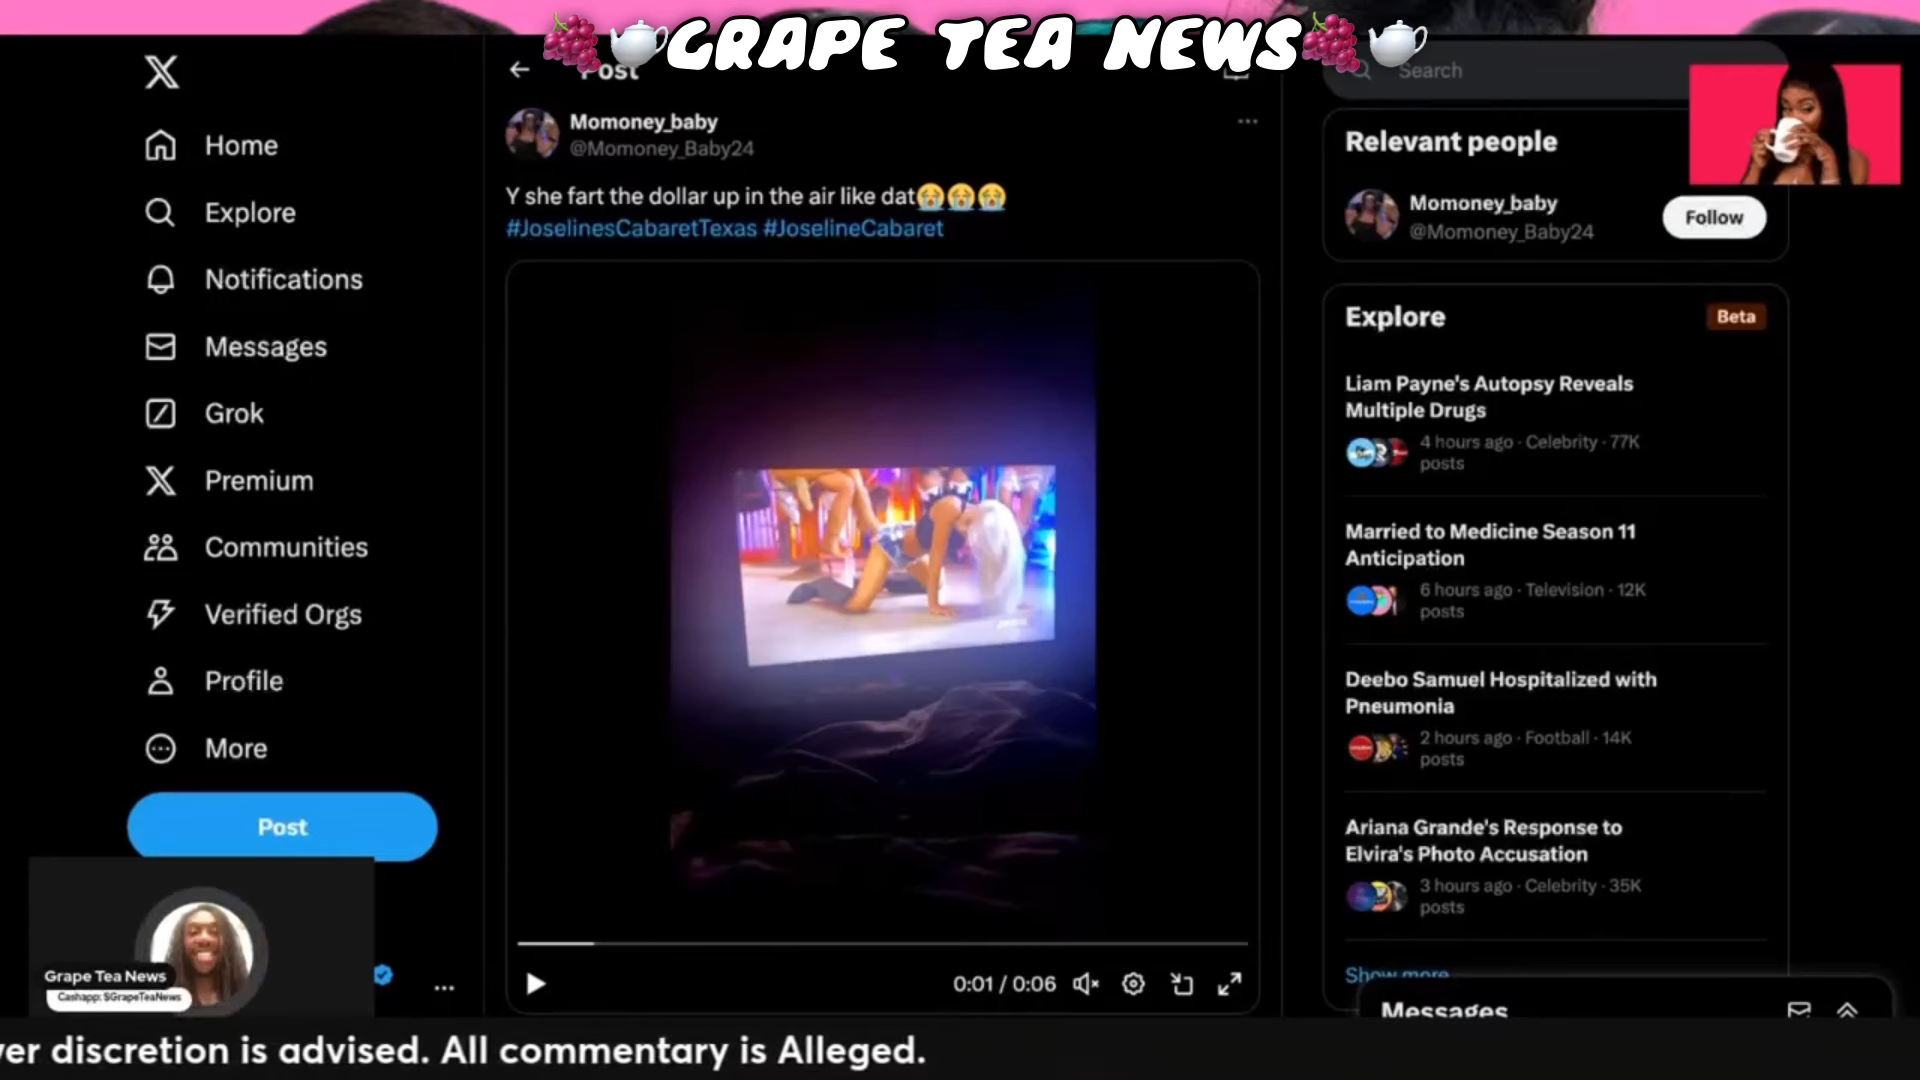 GRAPE TEA NEWS
Post
Search
Home
Explore
Notifications
Messages
Grok
Premium
Communities
Verified Orgs
Profile
More
Post
Momoney_baby
@Momoney_Baby24
Y she fart the dollar up in the air like dat😭😭😭
#JoselinesCabaretTexas #JoselineCabaret
0:01 / 0:06
Relevant people
Momoney_baby
@Momoney_Baby24
Follow
Explore
Beta
Liam Payne's Autopsy Reveals
Multiple Drugs
4 hours ago · Celebrity · 77K
posts
Married to Medicine Season 11
Anticipation
6 hours ago · Television · 12K
posts
Deebo Samuel Hospitalized with
Pneumonia
2 hours ago · Football · 14K
posts
Ariana Grande's Response to
Elvira's Photo Accusation
3 hours ago · Celebrity · 35K
posts
Show more
Messages
Grape Tea News
Cashapp: $GrapeTeaNews
er discretion is advised. All commentary is Alleged.